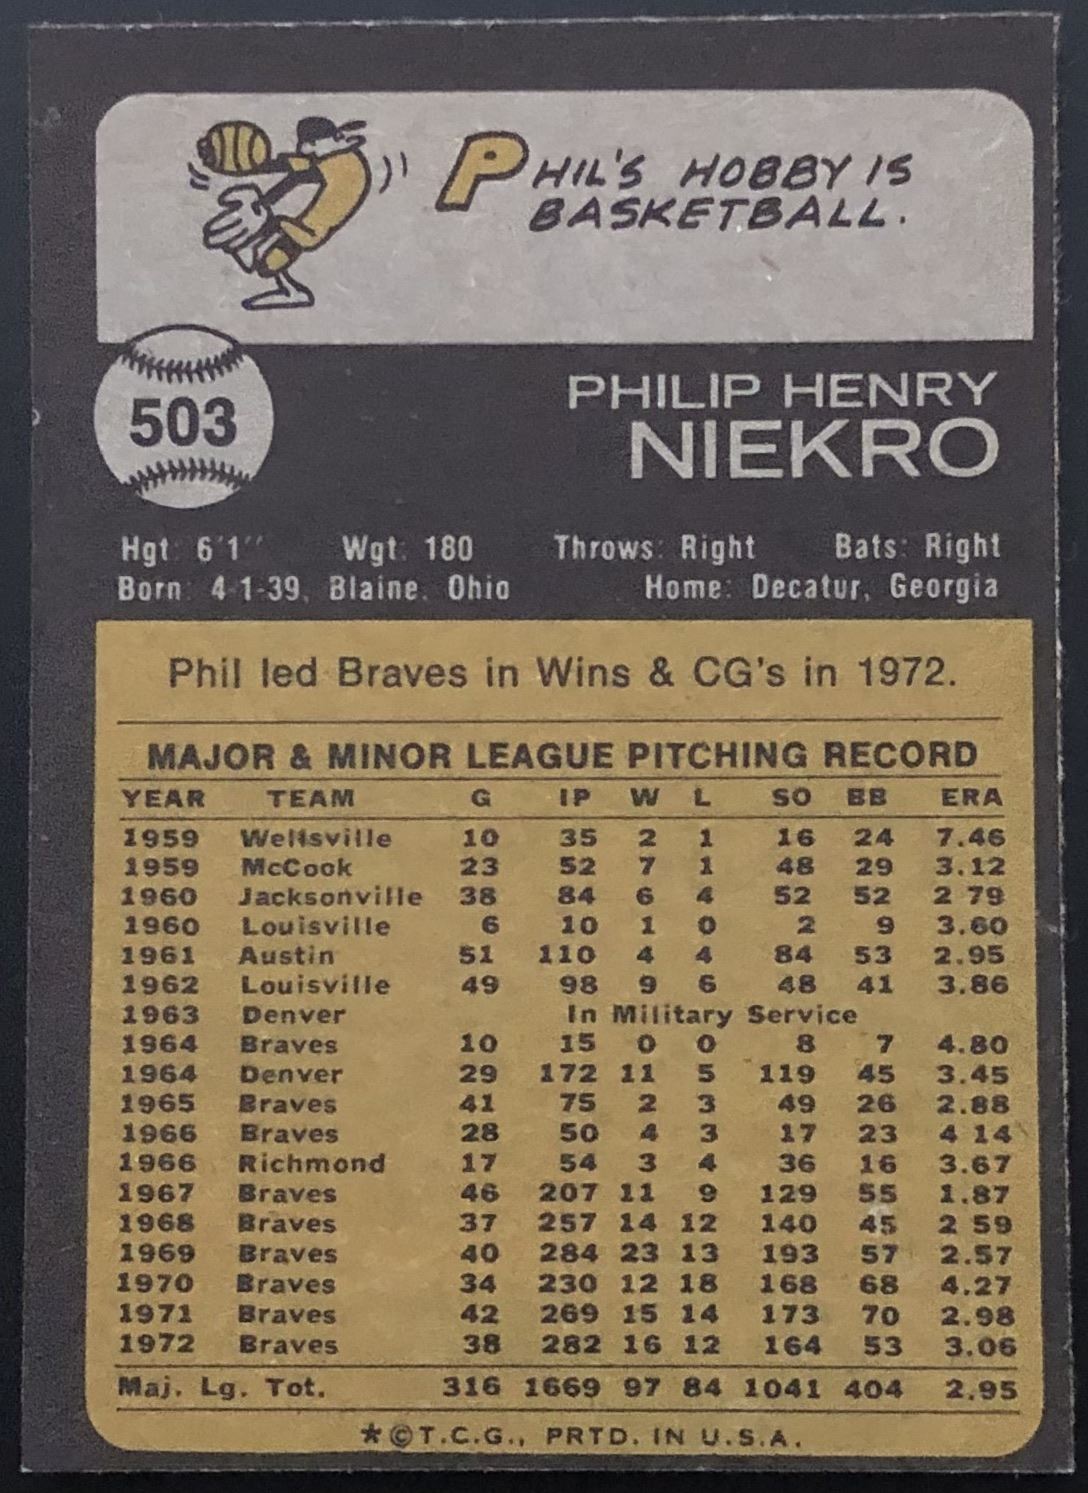 PHIL'S HOBBY IS
BASKETBALL.
503
PHILIP HENRY
NIEKRO
Hgt: 6'1" Wgt: 180 Throws: Right Bats: Right
Born: 4-1-39, Blaine, Ohio Home: Decatur, Georgia
Phil led Braves in Wins & CG's in 1972.
MAJOR & MINOR LEAGUE PITCHING RECORD
YEAR TEAM G IP W L SO BB ERA
1959 Wellsville 10 35 2 1 16 24 7.46
1959 McCook 23 52 7 1 48 29 3.12
1960 Jacksonville 38 84 6 4 52 52 2 79
1960 Louisville 6 10 1 0 2 9 3.60
1961 Austin 51 110 4 4 84 53 2.95
1962 Louisville 49 98 9 6 48 41 3.86
1963 Denver In Military Service
1964 Braves 10 15 0 0 8 7 4.80
1964 Denver 29 172 11 5 119 45 3.45
1965 Braves 41 75 2 3 49 26 2.88
1966 Braves 28 50 4 3 17 23 4 14
1966 Richmond 17 54 3 4 36 16 3.67
1967 Braves 46 207 11 9 129 55 1.87
1968 Braves 37 257 14 12 140 45 2 59
1969 Braves 40 284 23 13 193 57 2.57
1970 Braves 34 230 12 18 168 68 4.27
1971 Braves 42 269 15 14 173 70 2.98
1972 Braves 38 282 16 12 164 53 3.06
Maj. Lg. Tot. 316 1669 97 84 1041 404 2.95
*©T.C.G., PRTD. IN U.S.A.